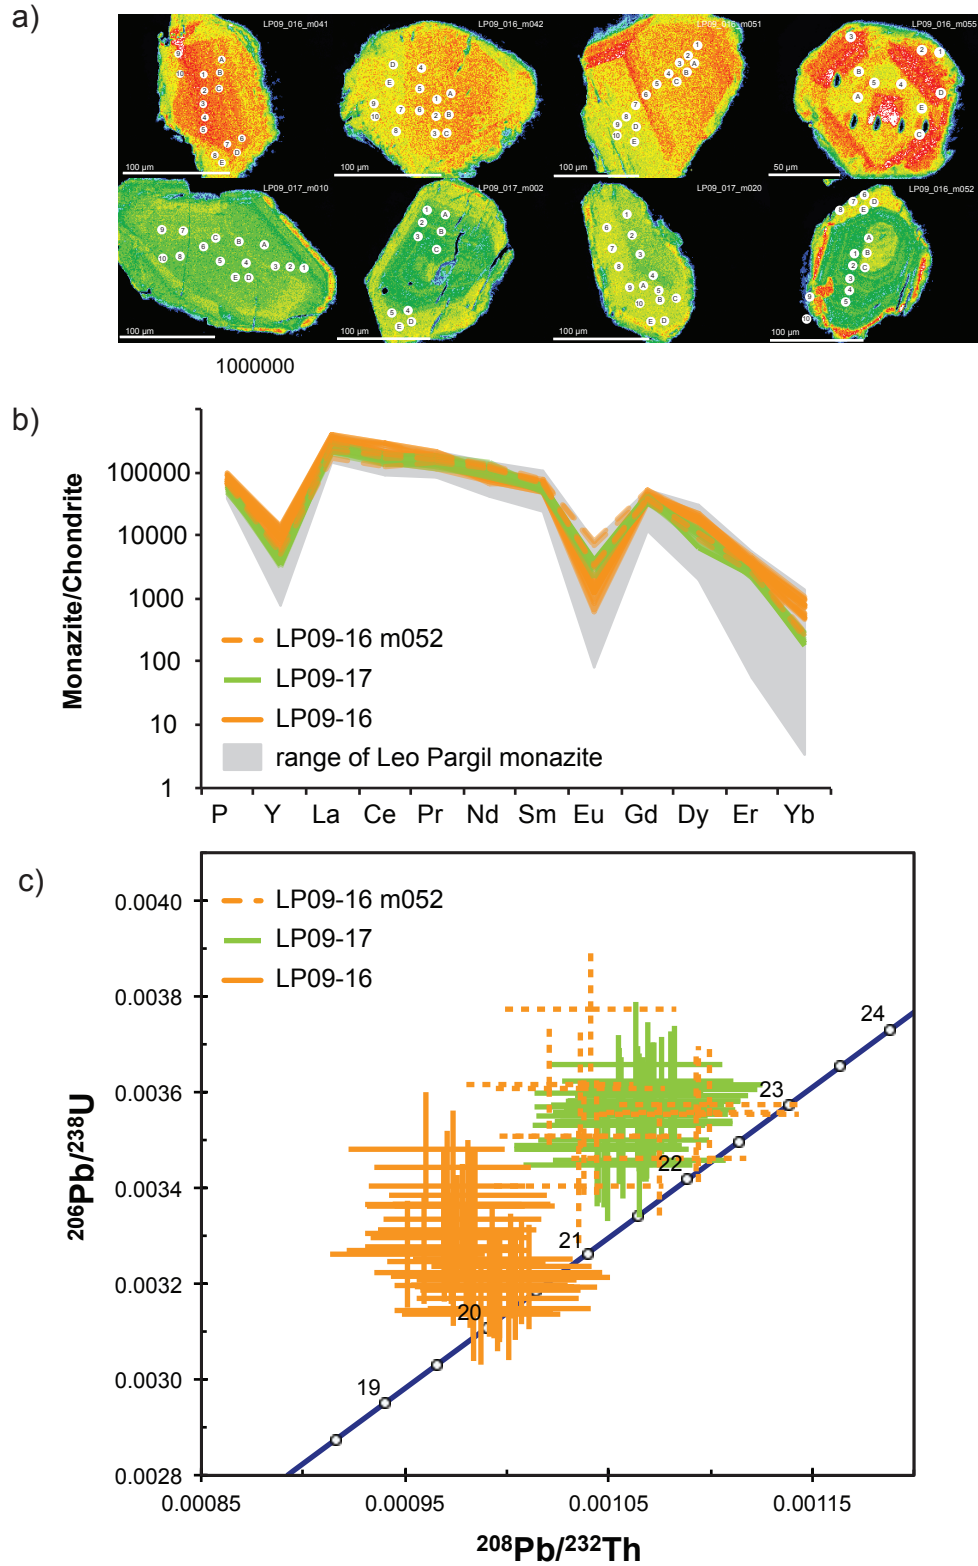 a)
LP09_016_m041
LP09_016_m042
LP09_016_m051
LP09_016_m055
100 µm
100 µm
100 µm
50 µm
LP09_017_m010
LP09_017_m002
LP09_017_m020
LP09_016_m052
100 µm
100 µm
100 µm
100 µm
1000000
b)
100000
10000
1000
100
10
1
Monazite/Chondrite
LP09-16 m052
LP09-17
LP09-16
range of Leo Pargil monazite
P Y La Ce Pr Nd Sm Eu Gd Dy Er Yb
c)
LP09-16 m052
LP09-17
LP09-16
0.0040
0.0038
0.0036
0.0034
0.0032
0.0030
0.0028
206Pb/238U
24
23
22
21
20
19
0.00085 0.00095 0.00105 0.00115
208Pb/232Th